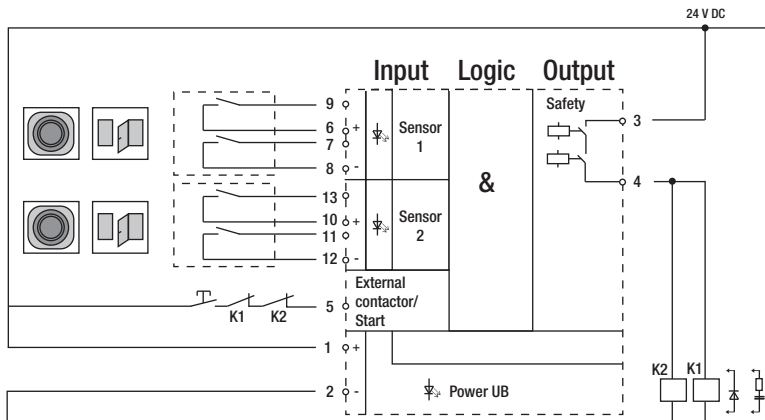 24 V DC
Input Logic Output
9
6 +
7
8 -
Sensor
1
Safety
3
4
&
13
10 +
11
12 -
Sensor
2
K1 K2 5
External
contactor/
Start
1 +
2 -
Power UB
K2 K1